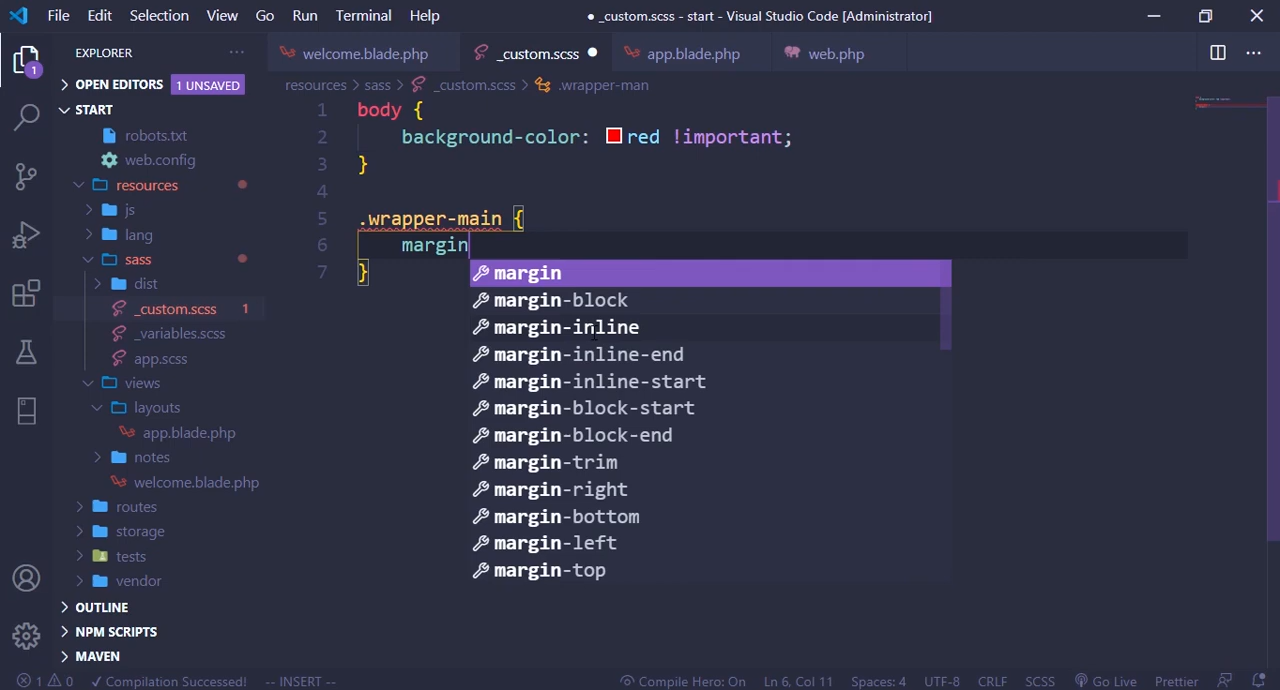 File Edit Selection View Go Run Terminal Help ● _custom.scss - start - Visual Studio Code [Administrator]
EXPLORER ···
welcome.blade.php _custom.scss ● app.blade.php web.php ···
OPEN EDITORS 1 UNSAVED
resources > sass > _custom.scss > .wrapper-man
1
START
robots.txt
web.config
resources
js
lang
sass
dist
_custom.scss 1
_variables.scss
app.scss
views
layouts
app.blade.php
notes
welcome.blade.php
routes
storage
tests
vendor
OUTLINE
NPM SCRIPTS
MAVEN
1 body {
2 background-color: red !important;
3 }
4
5 .wrapper-main {
6 margin
7 }
margin
margin-block
margin-inline
margin-inline-end
margin-inline-start
margin-block-start
margin-block-end
margin-trim
margin-right
margin-bottom
margin-left
margin-top
1 0 ✓ Compilation Successed! -- INSERT -- Compile Hero: On Ln 6, Col 11 Spaces: 4 UTF-8 CRLF SCSS Go Live Prettier